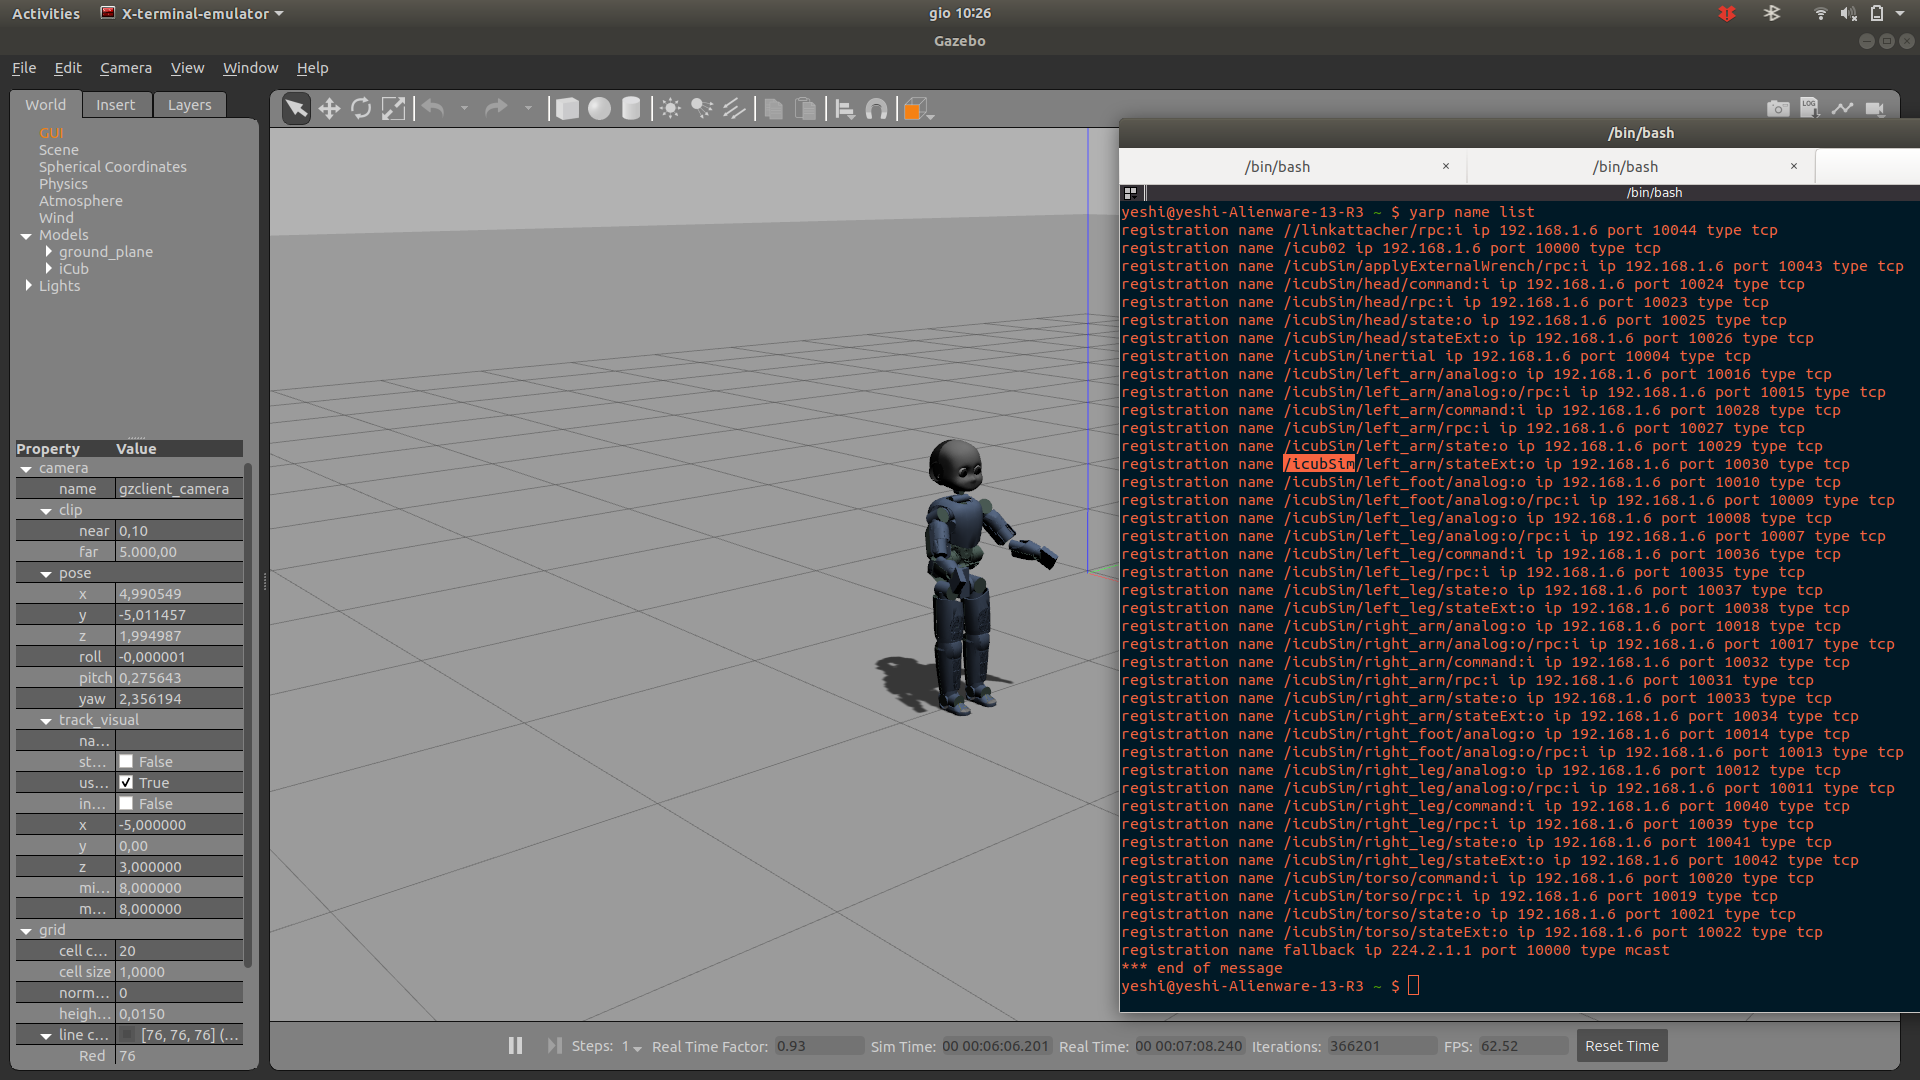 Activities X-terminal-emulator gio 10:26
Gazebo
File Edit Camera View Window Help
World Insert Layers
GUI
Scene
Spherical Coordinates
Physics
Atmosphere
Wind
Models
ground_plane
iCub
Lights
Property Value
camera
name gzclient_camera
clip
near 0,10
far 5.000,00
pose
x 4,990549
y -5,011457
z 1,994987
roll -0,000001
pitch 0,275643
yaw 2,356194
track_visual
na...
st... False
us... True
in... False
x -5,000000
y 0,00
z 3,000000
mi... 8,000000
m... 8,000000
grid
cell c... 20
cell size 1,0000
norm... 0
heigh... 0,0150
line c... [76, 76, 76] (...
Red 76
LOG
/bin/bash
/bin/bash × /bin/bash ×
/bin/bash
yeshi@yeshi-Alienware-13-R3 ~ $ yarp name list
registration name //linkattacher/rpc:i ip 192.168.1.6 port 10044 type tcp
registration name /icub02 ip 192.168.1.6 port 10000 type tcp
registration name /icubSim/applyExternalWrench/rpc:i ip 192.168.1.6 port 10043 type tcp
registration name /icubSim/head/command:i ip 192.168.1.6 port 10024 type tcp
registration name /icubSim/head/rpc:i ip 192.168.1.6 port 10023 type tcp
registration name /icubSim/head/state:o ip 192.168.1.6 port 10025 type tcp
registration name /icubSim/head/stateExt:o ip 192.168.1.6 port 10026 type tcp
registration name /icubSim/inertial ip 192.168.1.6 port 10004 type tcp
registration name /icubSim/left_arm/analog:o ip 192.168.1.6 port 10016 type tcp
registration name /icubSim/left_arm/analog:o/rpc:i ip 192.168.1.6 port 10015 type tcp
registration name /icubSim/left_arm/command:i ip 192.168.1.6 port 10028 type tcp
registration name /icubSim/left_arm/rpc:i ip 192.168.1.6 port 10027 type tcp
registration name /icubSim/left_arm/state:o ip 192.168.1.6 port 10029 type tcp
registration name /icubSim/left_arm/stateExt:o ip 192.168.1.6 port 10030 type tcp
registration name /icubSim/left_foot/analog:o ip 192.168.1.6 port 10010 type tcp
registration name /icubSim/left_foot/analog:o/rpc:i ip 192.168.1.6 port 10009 type tcp
registration name /icubSim/left_leg/analog:o ip 192.168.1.6 port 10008 type tcp
registration name /icubSim/left_leg/analog:o/rpc:i ip 192.168.1.6 port 10007 type tcp
registration name /icubSim/left_leg/command:i ip 192.168.1.6 port 10036 type tcp
registration name /icubSim/left_leg/rpc:i ip 192.168.1.6 port 10035 type tcp
registration name /icubSim/left_leg/state:o ip 192.168.1.6 port 10037 type tcp
registration name /icubSim/left_leg/stateExt:o ip 192.168.1.6 port 10038 type tcp
registration name /icubSim/right_arm/analog:o ip 192.168.1.6 port 10018 type tcp
registration name /icubSim/right_arm/analog:o/rpc:i ip 192.168.1.6 port 10017 type tcp
registration name /icubSim/right_arm/command:i ip 192.168.1.6 port 10032 type tcp
registration name /icubSim/right_arm/rpc:i ip 192.168.1.6 port 10031 type tcp
registration name /icubSim/right_arm/state:o ip 192.168.1.6 port 10033 type tcp
registration name /icubSim/right_arm/stateExt:o ip 192.168.1.6 port 10034 type tcp
registration name /icubSim/right_foot/analog:o ip 192.168.1.6 port 10014 type tcp
registration name /icubSim/right_foot/analog:o/rpc:i ip 192.168.1.6 port 10013 type tcp
registration name /icubSim/right_leg/analog:o ip 192.168.1.6 port 10012 type tcp
registration name /icubSim/right_leg/analog:o/rpc:i ip 192.168.1.6 port 10011 type tcp
registration name /icubSim/right_leg/command:i ip 192.168.1.6 port 10040 type tcp
registration name /icubSim/right_leg/rpc:i ip 192.168.1.6 port 10039 type tcp
registration name /icubSim/right_leg/state:o ip 192.168.1.6 port 10041 type tcp
registration name /icubSim/right_leg/stateExt:o ip 192.168.1.6 port 10042 type tcp
registration name /icubSim/torso/command:i ip 192.168.1.6 port 10020 type tcp
registration name /icubSim/torso/rpc:i ip 192.168.1.6 port 10019 type tcp
registration name /icubSim/torso/state:o ip 192.168.1.6 port 10021 type tcp
registration name /icubSim/torso/stateExt:o ip 192.168.1.6 port 10022 type tcp
registration name fallback ip 224.2.1.1 port 10000 type mcast
*** end of message
yeshi@yeshi-Alienware-13-R3 ~ $
Steps: 1 Real Time Factor: 0.93 Sim Time: 00 00:06:06.201 Real Time: 00 00:07:08.240 Iterations: 366201 FPS: 62.52 Reset Time